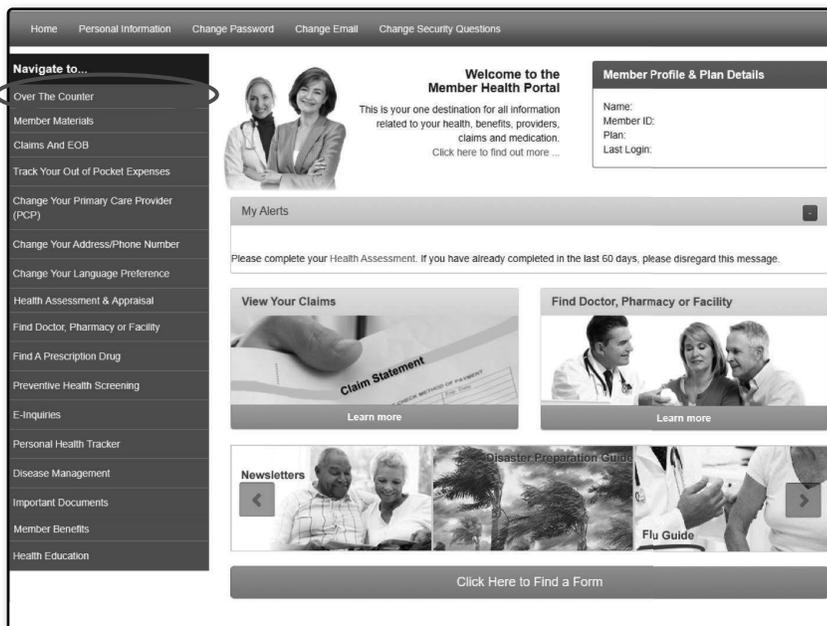 Home Personal Information Change Password Change Email Change Security Questions
Navigate to...
Over The Counter
Member Materials
Claims And EOB
Track Your Out of Pocket Expenses
Change Your Primary Care Provider
(PCP)
Change Your Address/Phone Number
Change Your Language Preference
Health Assessment & Appraisal
Find Doctor, Pharmacy or Facility
Find A Prescription Drug
Preventive Health Screening
E-Inquiries
Personal Health Tracker
Disease Management
Important Documents
Member Benefits
Health Education
Welcome to the
Member Health Portal
This is your one destination for all information
related to your health, benefits, providers,
claims and medication.
Click here to find out more ...
Member Profile & Plan Details
Name:
Member ID:
Plan:
Last Login:
My Alerts
-
Please complete your Health Assessment. If you have already completed in the last 60 days, please disregard this message.
View Your Claims
Claim Statement
CHECK METHOD OF PAYMENT
Learn more
Find Doctor, Pharmacy or Facility
Learn more
Newsletters
Disaster Preparation Guide
Flu Guide
Click Here to Find a Form